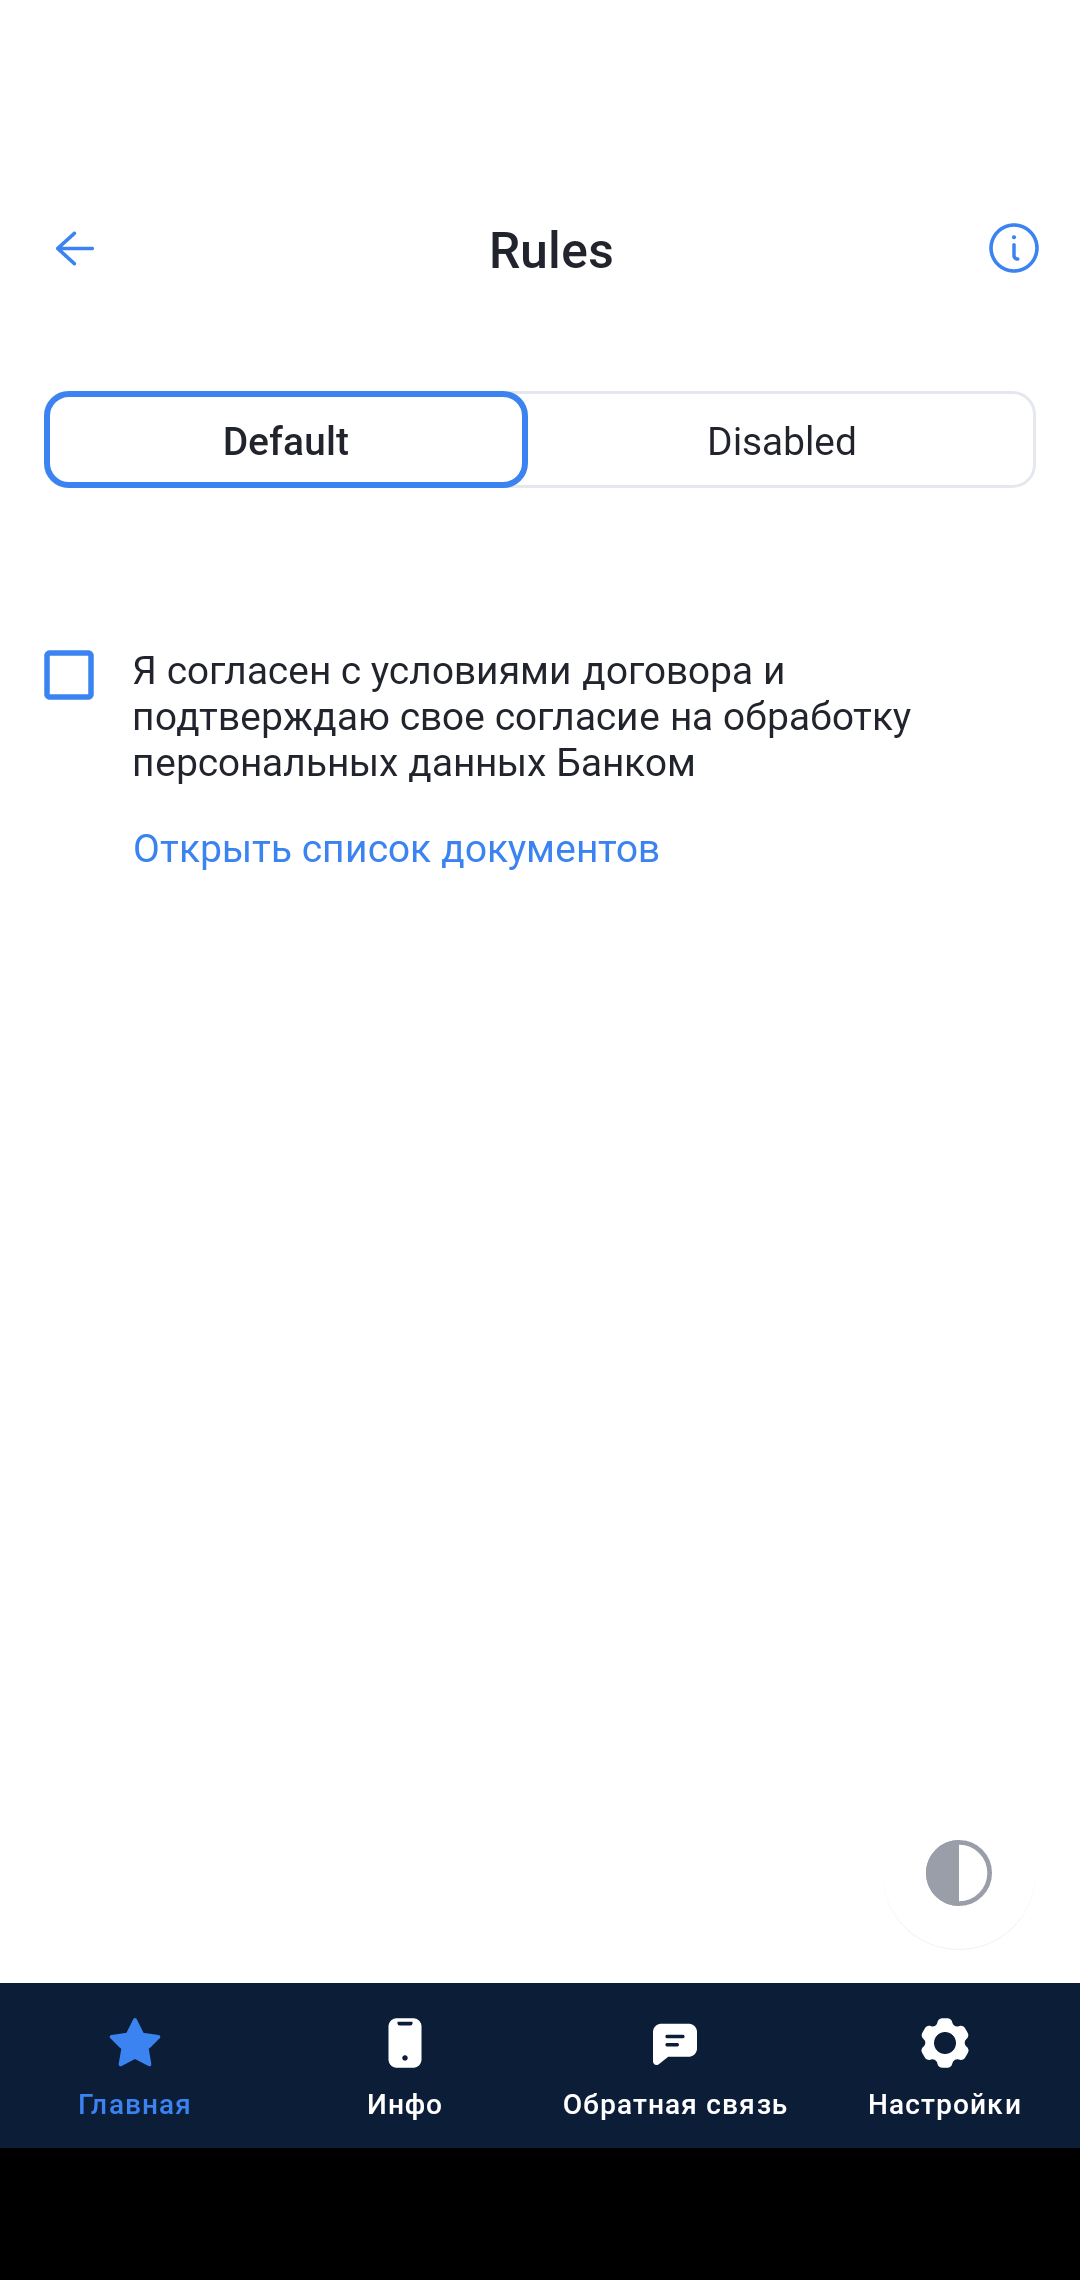 Rules
Default
Disabled
Я согласен с условиями договора и
подтверждаю свое согласие на обработку
персональных данных Банком
Открыть список документов
Главная
Инфо
Обратная связь
Настройки